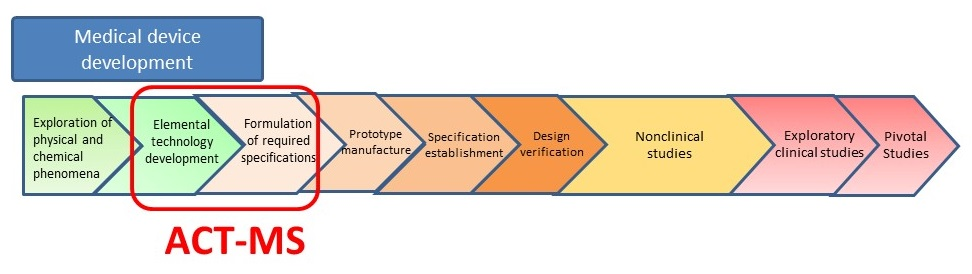 Medical device
development
Exploration of
physical and
chemical
phenomena
Elemental
technology
development
Formulation
of required
specifications
Prototype
manufacture
Specification
establishment
Design
verification
Nonclinical
studies
Exploratory
clinical studies
Pivotal
Studies
ACT-MS